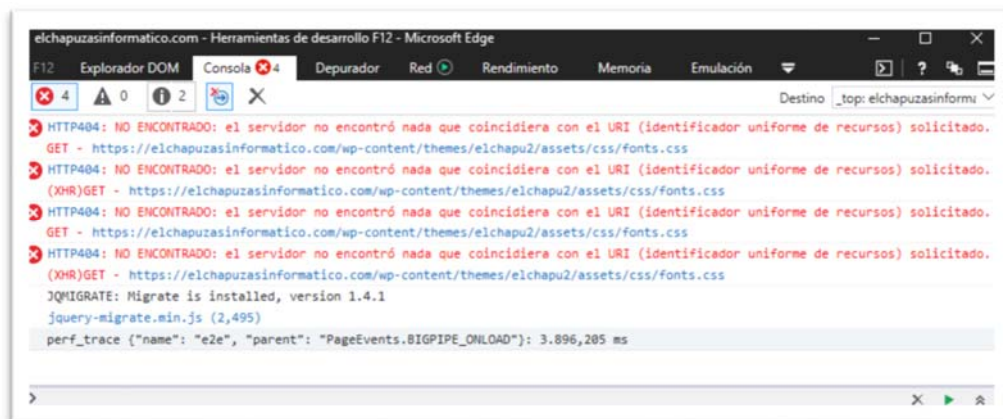 elchapuzasinformatico.com - Herramientas de desarrollo F12 - Microsoft Edge
F12 Explorador DOM Consola 4 Depurador Red Rendimiento Memoria Emulación ?
4 0 2 Destino _top: elchapuzasinforma
HTTP404: NO ENCONTRADO: el servidor no encontró nada que coincidiera con el URI (identificador uniforme de recursos) solicitado.
GET - https://elchapuzasinformatico.com/wp-content/themes/elchapu2/assets/css/fonts.css
HTTP404: NO ENCONTRADO: el servidor no encontró nada que coincidiera con el URI (identificador uniforme de recursos) solicitado.
(XHR)GET - https://elchapuzasinformatico.com/wp-content/themes/elchapu2/assets/css/fonts.css
HTTP404: NO ENCONTRADO: el servidor no encontró nada que coincidiera con el URI (identificador uniforme de recursos) solicitado.
GET - https://elchapuzasinformatico.com/wp-content/themes/elchapu2/assets/css/fonts.css
HTTP404: NO ENCONTRADO: el servidor no encontró nada que coincidiera con el URI (identificador uniforme de recursos) solicitado.
(XHR)GET - https://elchapuzasinformatico.com/wp-content/themes/elchapu2/assets/css/fonts.css
JQMIGRATE: Migrate is installed, version 1.4.1
jquery-migrate.min.js (2,495)
perf_trace {"name": "e2e", "parent": "PageEvents.BIGPIPE_ONLOAD"}: 3.896,205 ms